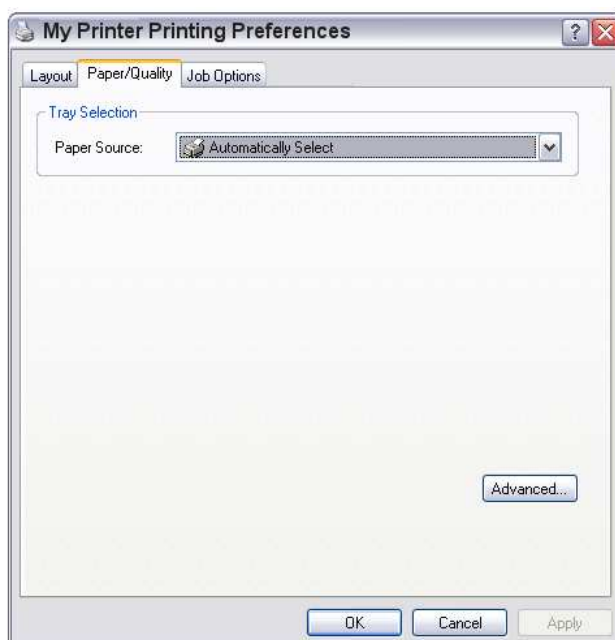 My Printer Printing Preferences ?
Layout Paper/Quality Job Options
Tray Selection
Paper Source: Automatically Select
Advanced...
OK Cancel Apply